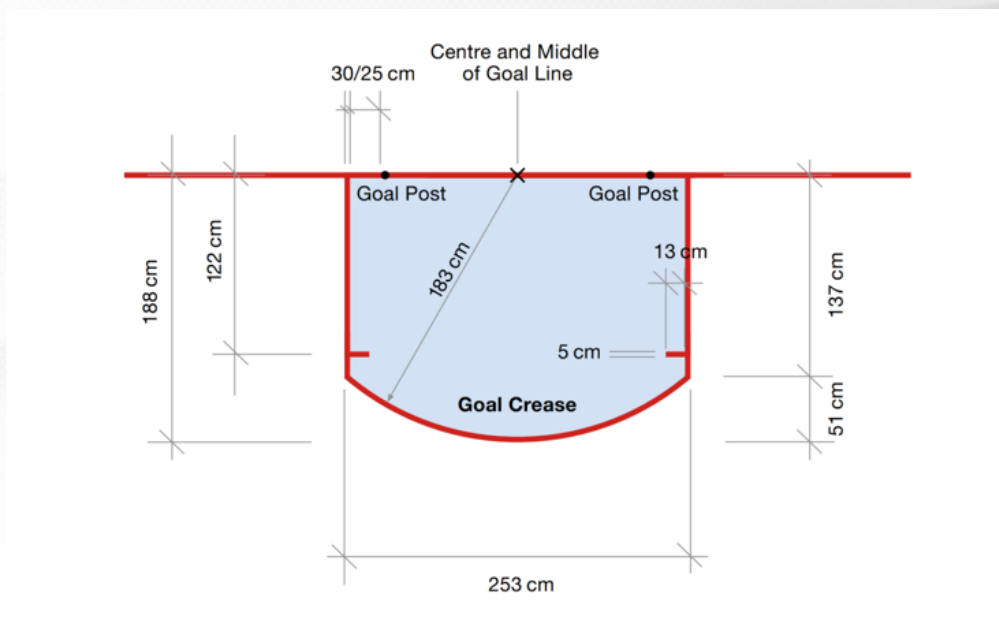 Centre and Middle
of Goal Line
30/25 cm
Goal Post
Goal Post
183 cm
13 cm
122 cm
188 cm
137 cm
5 cm
51 cm
Goal Crease
253 cm